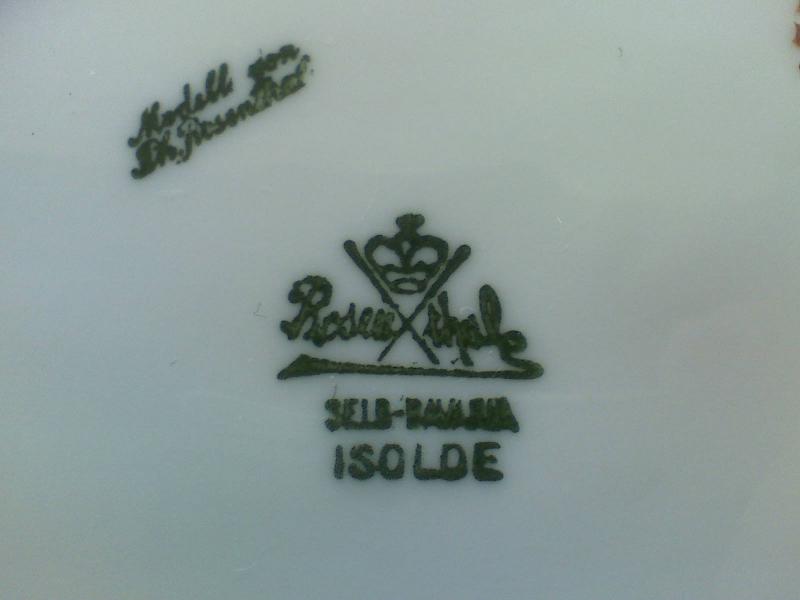 Modell von
Ph. Rosenthal
Rosenthal
SELB-BAVARIA
ISOLDE